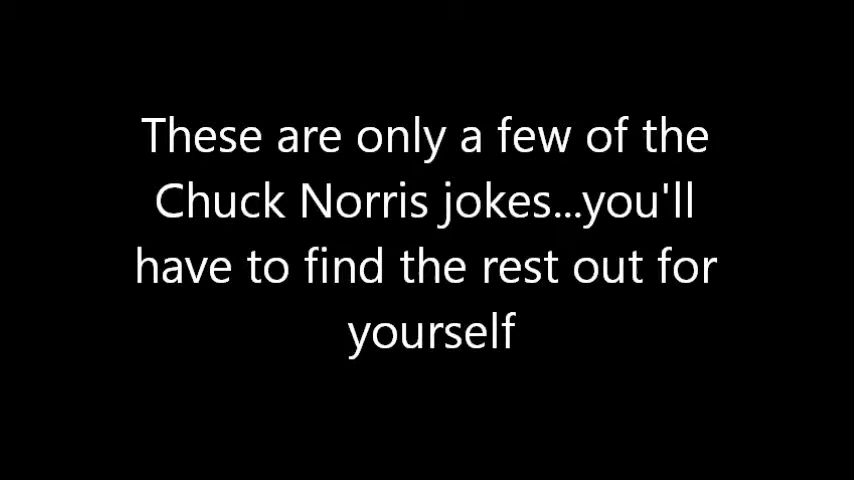 These are only a few of the
Chuck Norris jokes...you'll
have to find the rest out for
yourself